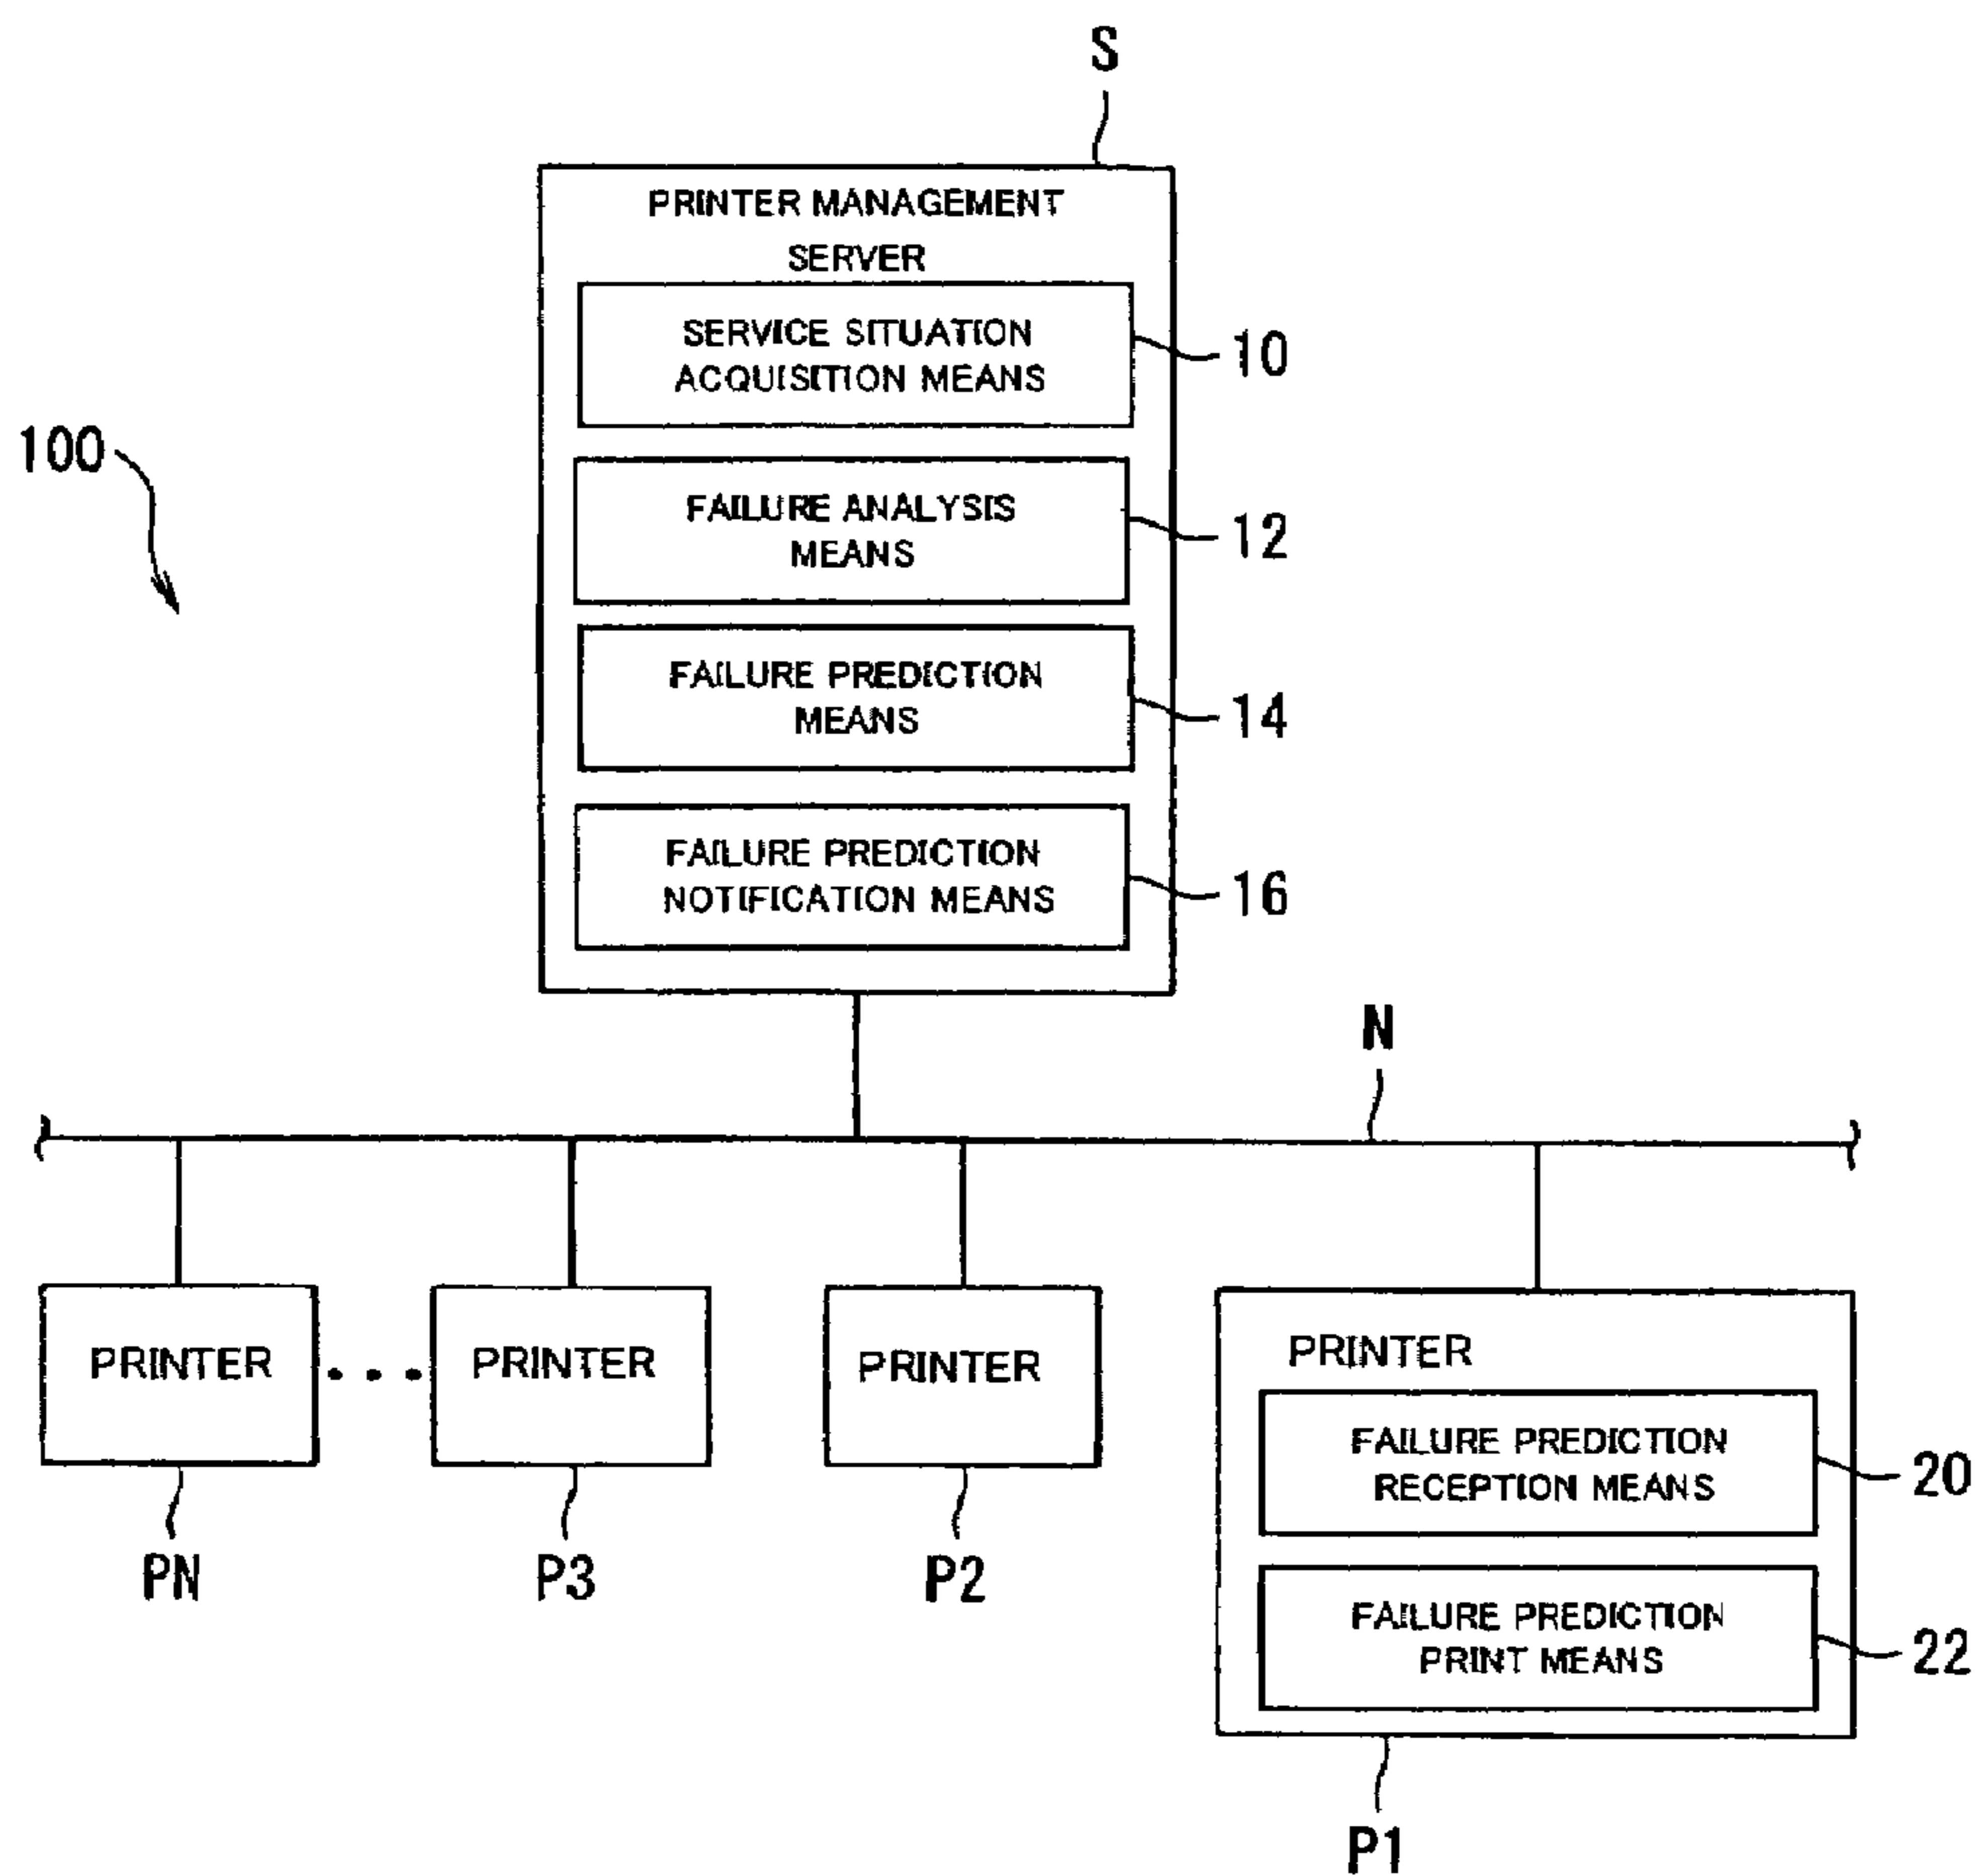 S
PRINTER MANAGEMENT
SERVER
SERVICE SITUATION
ACQUISITION MEANS
10
100
FAILURE ANALYSIS
MEANS
12
FAILURE PREDICTION
MEANS
14
FAILURE PREDICTION
NOTIFICATION MEANS
16
N
PRINTER
• • •
PRINTER
PRINTER
PRINTER
FAILURE PREDICTION
RECEPTION MEANS
20
PN
P3
P2
FAILURE PREDICTION
PRINT MEANS
22
P1